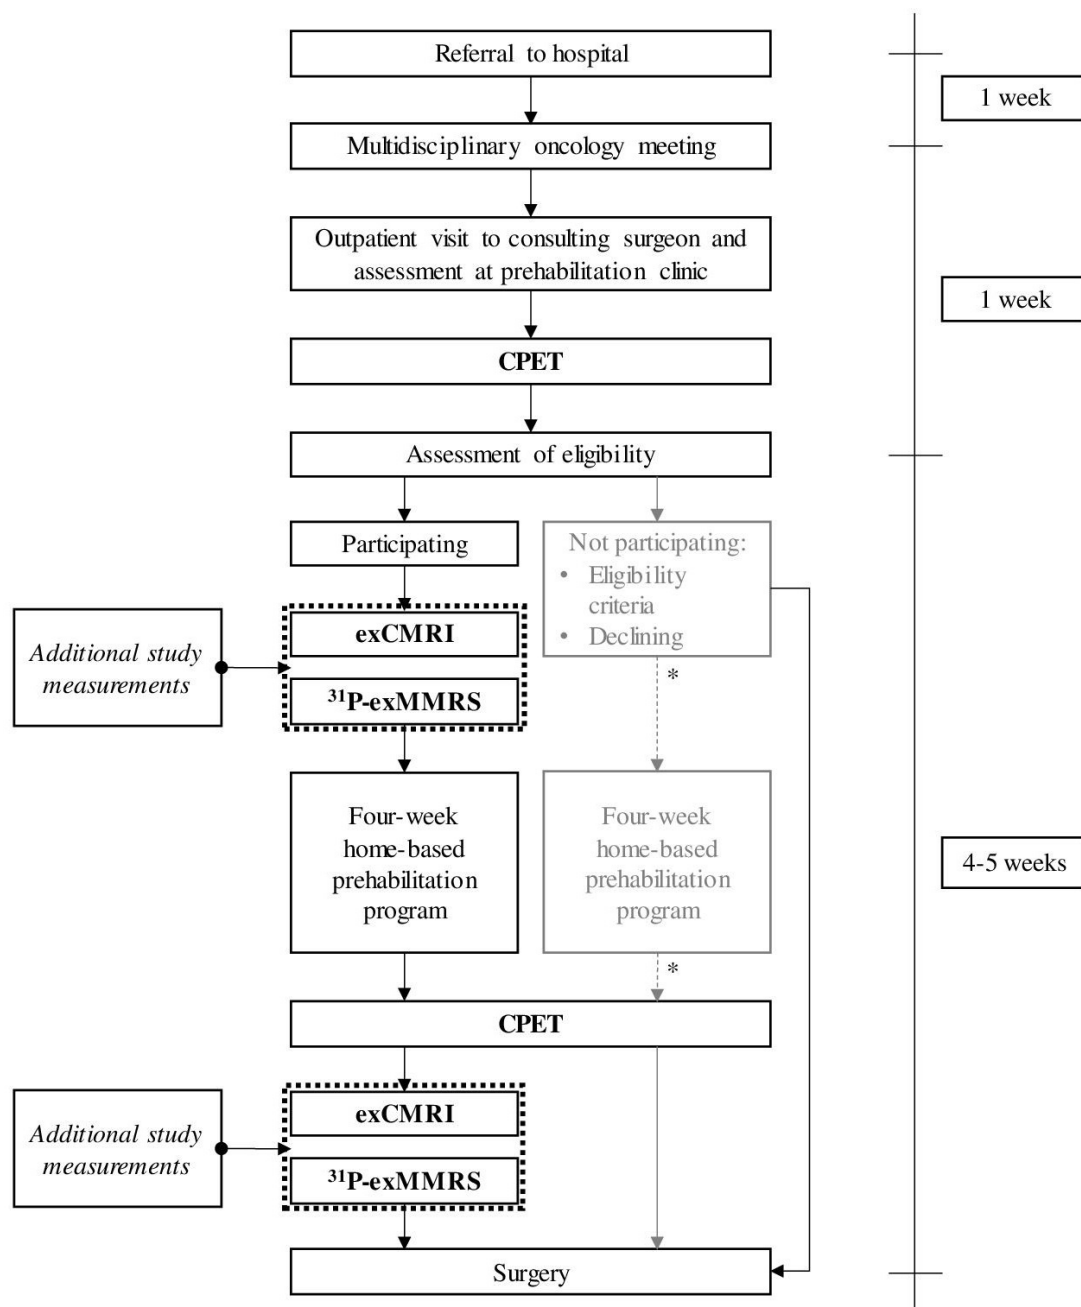 Referral to hospital
1 week
Multidisciplinary oncology meeting
Outpatient visit to consulting surgeon and
assessment at prehabilitation clinic
1 week
CPET
Assessment of eligibility
Participating
Not participating:
• Eligibility
criteria
• Declining
*
Additional study
measurements
exCMRI
³¹P-exMMRS
Four-week
home-based
prehabilitation
program
Four-week
home-based
prehabilitation
program
*
4-5 weeks
CPET
Additional study
measurements
exCMRI
³¹P-exMMRS
Surgery